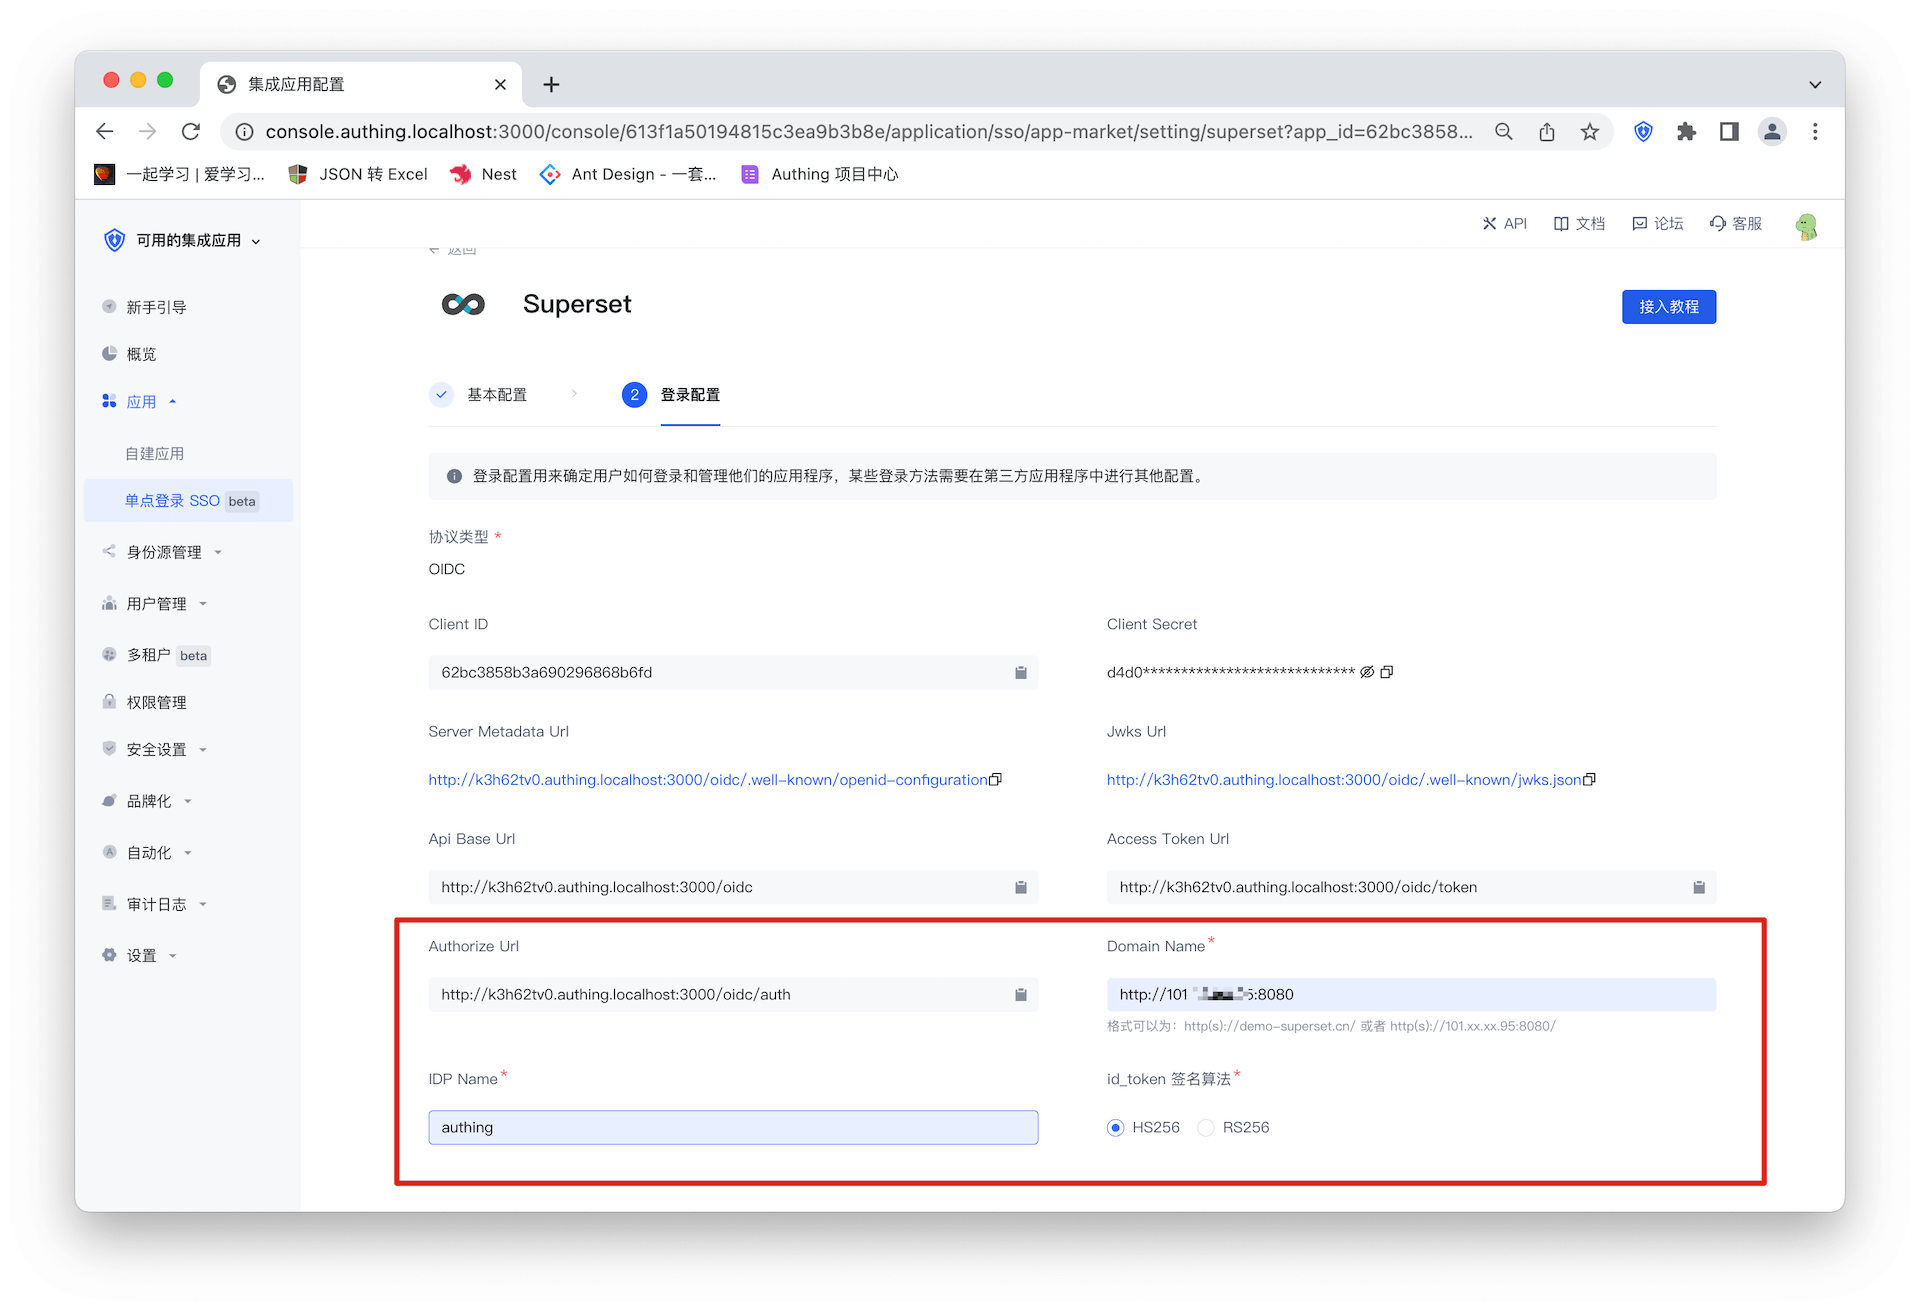 集成应用配置
console.authing.localhost:3000/console/613f1a50194815c3ea9b3b8e/application/sso/app-market/setting/superset?app_id=62bc3858...
一起学习 | 爱学习...
JSON 转 Excel
Nest
Ant Design - 一套...
Authing 项目中心
可用的集成应用
API
文档
论坛
客服
返回
新手引导
概览
应用
自建应用
单点登录 SSO beta
身份源管理
用户管理
多租户 beta
权限管理
安全设置
品牌化
自动化
审计日志
设置
Superset
接入教程
基本配置
2 登录配置
登录配置用来确定用户如何登录和管理他们的应用程序，某些登录方法需要在第三方应用程序中进行其他配置。
协议类型 *
OIDC
Client ID
Client Secret
62bc3858b3a690296868b6fd
d4d0****************************
Server Metadata Url
Jwks Url
http://k3h62tv0.authing.localhost:3000/oidc/.well-known/openid-configuration
http://k3h62tv0.authing.localhost:3000/oidc/.well-known/jwks.json
Api Base Url
Access Token Url
http://k3h62tv0.authing.localhost:3000/oidc
http://k3h62tv0.authing.localhost:3000/oidc/token
Authorize Url
Domain Name *
http://k3h62tv0.authing.localhost:3000/oidc/auth
http://101 5:8080
格式可以为：http(s)://demo-superset.cn/ 或者 http(s)://101.xx.xx.95:8080/
IDP Name *
id_token 签名算法 *
authing
HS256
RS256